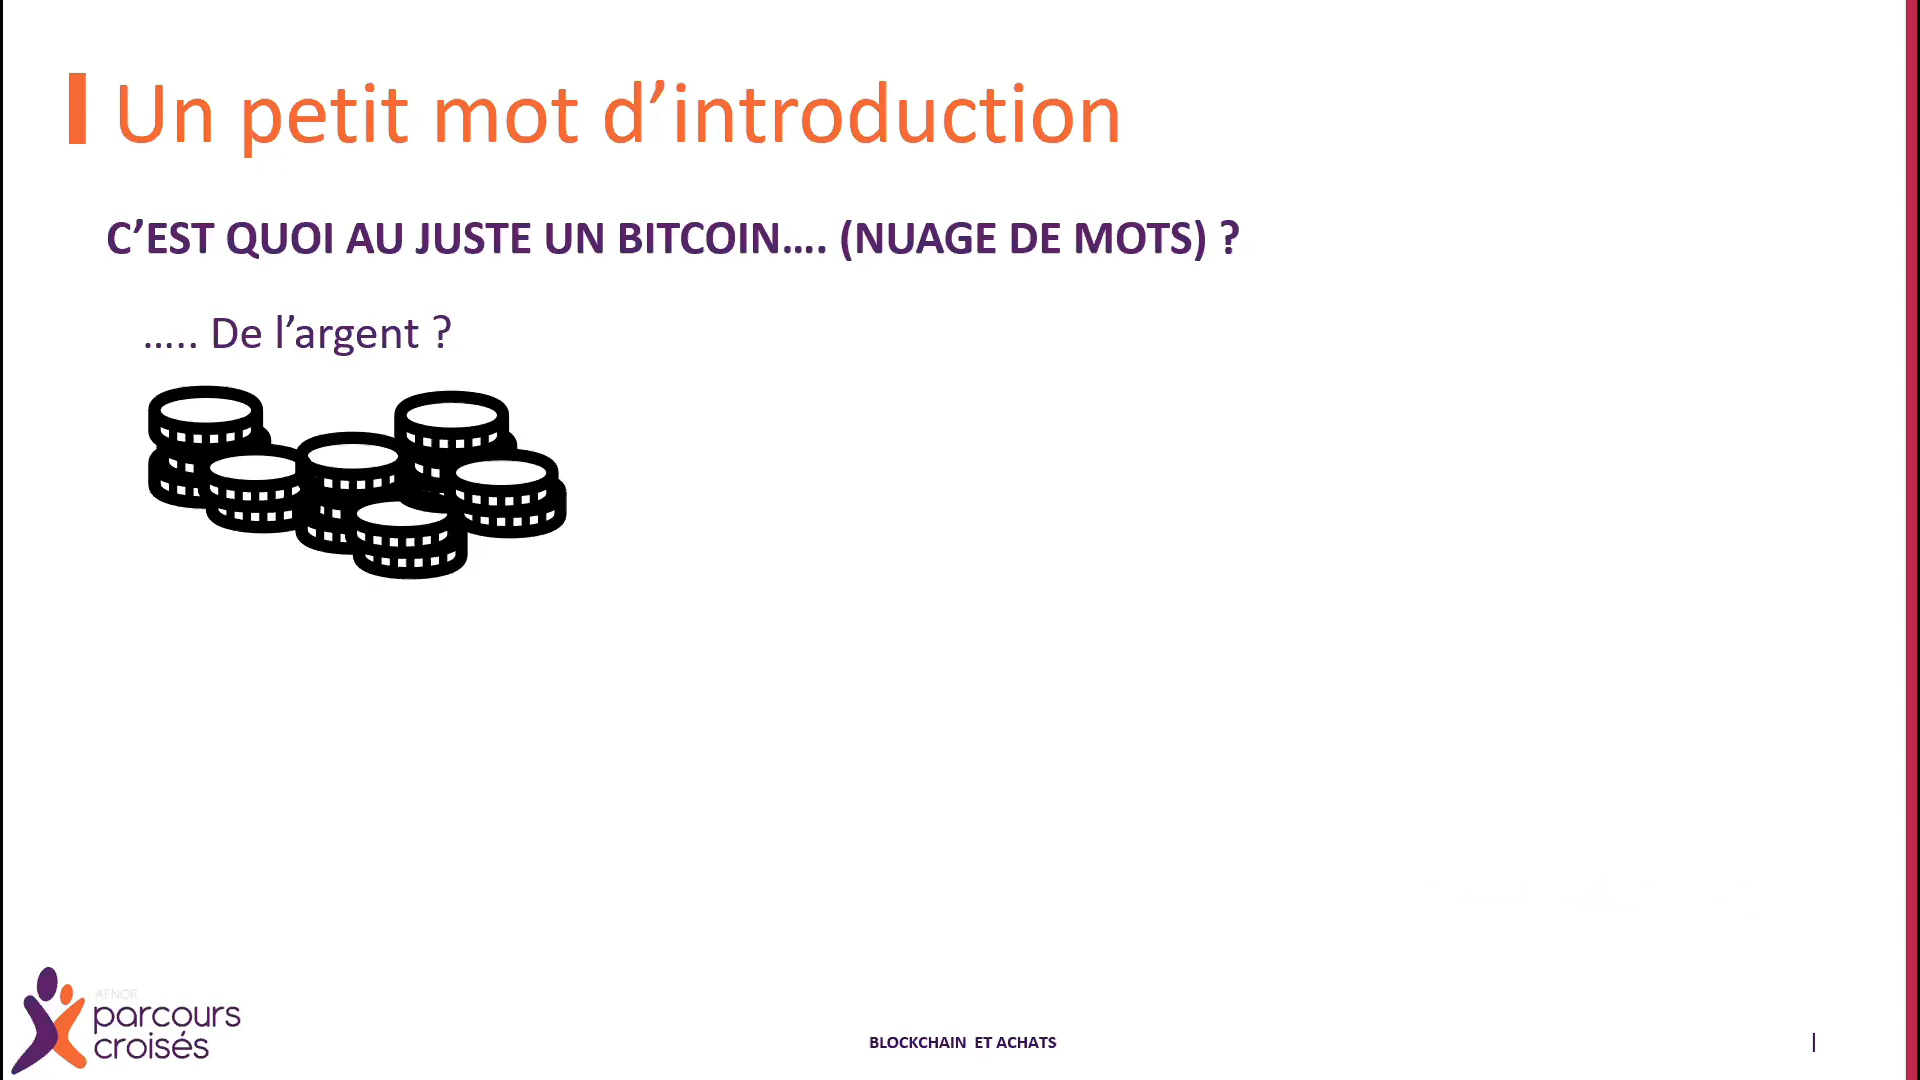 Un petit mot d’introduction
C’EST QUOI AU JUSTE UN BITCOIN…. (NUAGE DE MOTS) ?
….. De l’argent ?
AFNOR
parcours
croisés
BLOCKCHAIN ET ACHATS
|